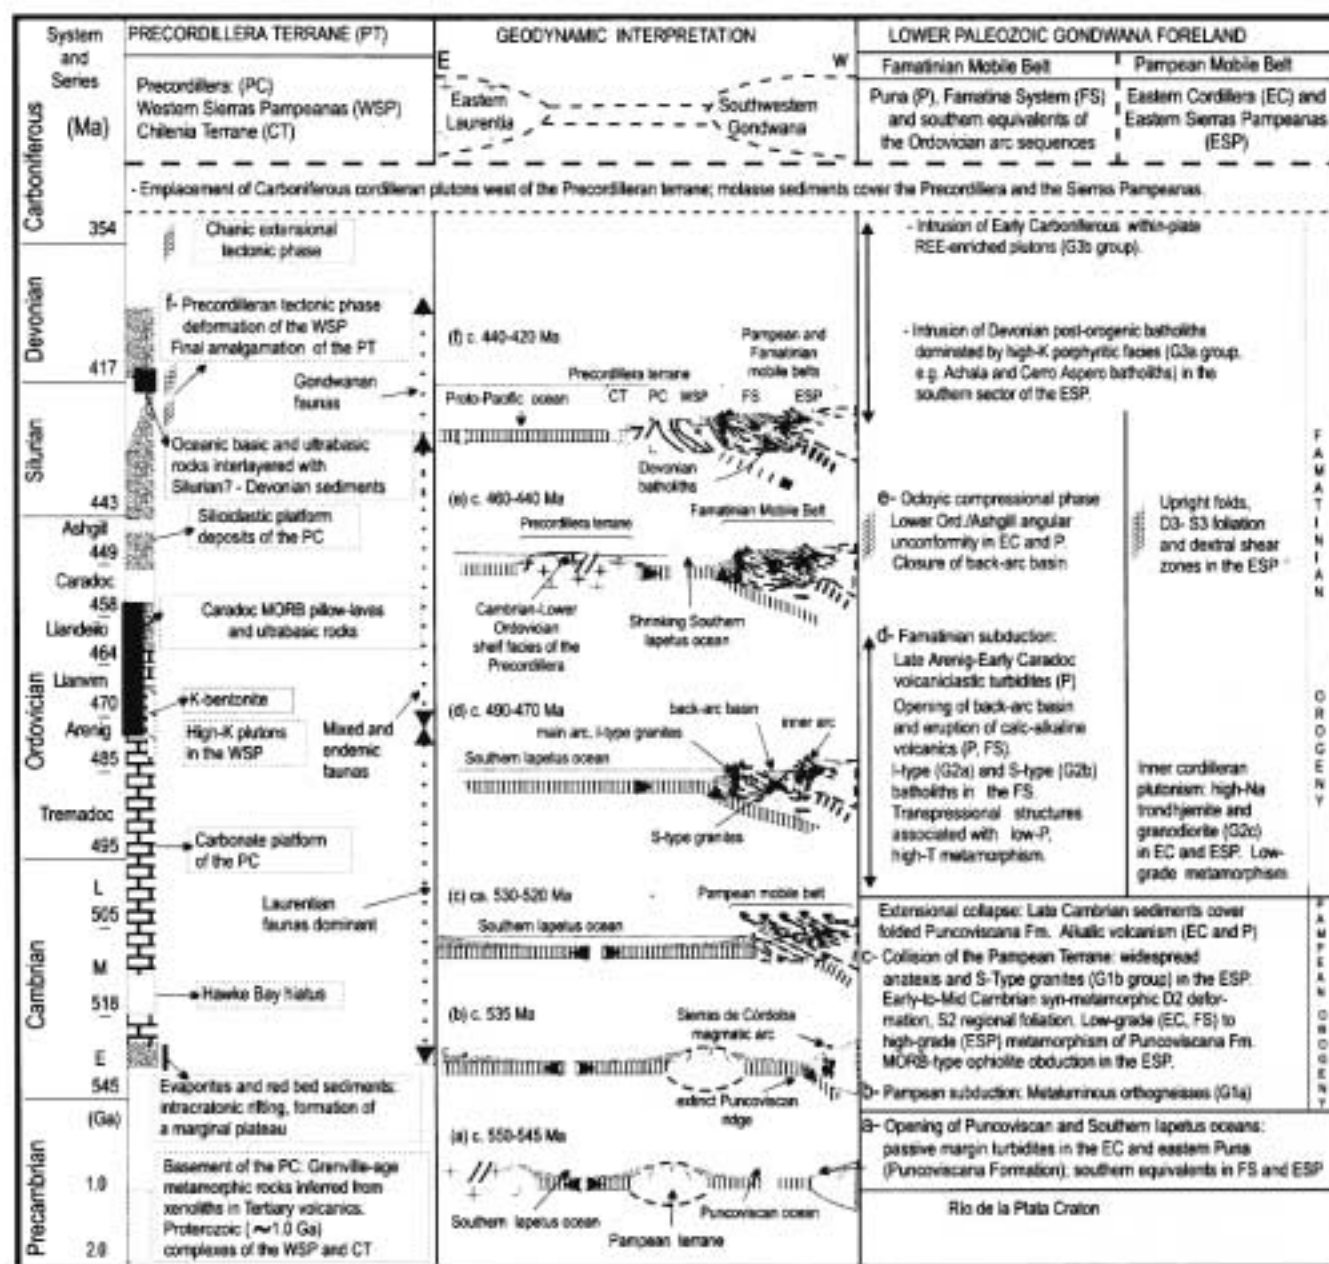 System
and
Series
(Ma)
PRECORDILLERA TERRANE (PT)
Precordillera: (PC)
Western Sierras Pampeanas (WSP)
Chilenia Terrane (CT)
GEODYNAMIC INTERPRETATION
E
W
Eastern
Laurentia
Southwestern
Gondwana
LOWER PALEOZOIC GONDWANA FORELAND
Famatinian Mobile Belt
Puna (P), Famatina System (FS)
and southern equivalents of
the Ordovician arc sequences
Pampean Mobile Belt
Eastern Cordillera (EC) and
Eastern Sierras Pampeanas
(ESP)
- Emplacement of Carboniferous cordilleran plutons west of the Precordilleran terrane; molasse sediments cover the Precordillera and the Sierras Pampeanas.
Carboniferous
354
Devonian
417
Silurian
443
Ordovician
Ashgill
449
Caradoc
458
Llandeilo
464
Llanvirn
470
Arenig
485
Tremadoc
495
Cambrian
L
505
M
518
E
545
(Ga)
Precambrian
1.0
2.0
Chanic extensional
tectonic phase
f- Precordilleran tectonic phase
deformation of the WSP
Final amalgamation of the PT
Gondwanan
faunas
Oceanic basic and ultrabasic
rocks interlayered with
Silurian? - Devonian sediments
Siliciclastic platform
deposits of the PC
Caradoc MORB pillow-lavas
and ultrabasic rocks
K-bentonite
High-K plutons
in the WSP
Mixed and
endemic
faunas
Carbonate platform
of the PC
Laurentian
faunas dominant
Hawke Bay hiatus
Evaporites and red bed sediments:
intracratonic rifting, formation of
a marginal plateau
Basement of the PC: Grenville-age
metamorphic rocks inferred from
xenoliths in Tertiary volcanics.
Proterozoic (~1.0 Ga)
complexes of the WSP and CT
(f) c. 440-420 Ma
Pampean and
Famatinian
mobile belts
Precordillera terrane
CT PC WSP FS ESP
Proto-Pacific ocean
Devonian
batholiths
(e) c. 460-440 Ma
Precordillera terrane
Famatinian Mobile Belt
Cambrian-Lower
Ordovician
shelf facies of the
Precordillera
Shrinking Southern
Iapetus ocean
(d) c. 490-470 Ma
back-arc basin
inner arc
main arc, I-type granites
Southern Iapetus ocean
S-type granites
(c) ca. 530-520 Ma
Pampean mobile belt
Southern Iapetus ocean
(b) c. 535 Ma
Sierras de Córdoba
magmatic arc
extinct Puncoviscan
ridge
(a) c. 550-545 Ma
Southern Iapetus ocean
Puncoviscan ocean
Pampean terrane
- Intrusion of Early Carboniferous within-plate
REE-enriched plutons (G3b group).
- Intrusion of Devonian post-orogenic batholiths
dominated by high-K porphyritic facies (G3a group,
e.g. Achala and Cerro Aspero batholiths) in the
southern sector of the ESP.
e- Ocloyic compressional phase
Lower Ord./Ashgill angular
unconformity in EC and P.
Closure of back-arc basin
Upright folds,
D3- S3 foliation
and dextral shear
zones in the ESP
d- Famatinian subduction:
Late Arenig-Early Caradoc
volcaniclastic turbidites (P)
Opening of back-arc basin
and eruption of calc-alkaline
volcanics (P, FS).
I-type (G2a) and S-type (G2b)
batholiths in the FS.
Transpressional structures
associated with low-P,
high-T metamorphism.
Inner cordilleran
plutonism: high-Na
trondhjemite and
granodiorite (G2c)
in EC and ESP. Low-
grade metamorphism
FAMATINIAN OROGENY
Extensional collapse: Late Cambrian sediments cover
folded Puncoviscana Fm. Alkalic volcanism (EC and P)
c- Collision of the Pampean Terrane: widespread
anatexis and S-Type granites (G1b group) in the ESP.
Early-to-Mid Cambrian syn-metamorphic D2 defor-
mation, S2 regional foliation. Low-grade (EC, FS) to
high-grade (ESP) metamorphism of Puncoviscana Fm.
MORB-type ophiolite obduction in the ESP.
b- Pampean subduction: Metaluminous orthogneisses (G1a)
PAMPEAN OROGENY
a- Opening of Puncoviscan and Southern Iapetus oceans:
passive margin turbidites in the EC and eastern Puna
(Puncoviscana Formation); southern equivalents in FS and ESP
Río de la Plata Craton